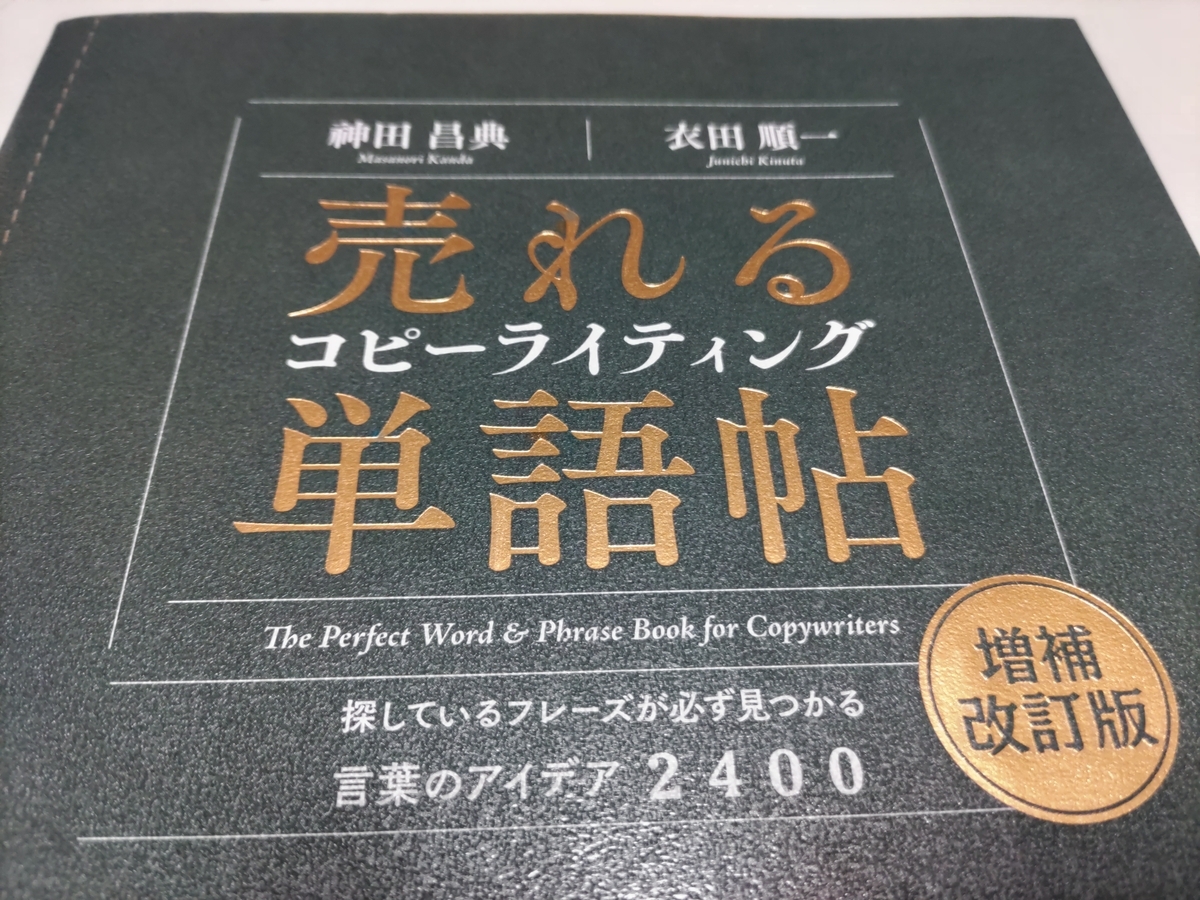 神田 昌典
Masanori Kanda
衣田 順一
Junichi Kinuta
売れる
コピーライティング
単語帖
The Perfect Word & Phrase Book for Copywriters
探しているフレーズが必ず見つかる
言葉のアイデア 2400
増補
改訂版